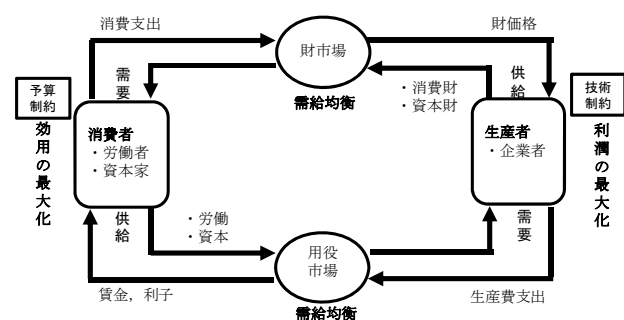 消費支出
財市場
財価格
需要
需給均衡
・消費財
・資本財
供給
予算
制約
技術
制約
効用の最大化
消費者
・労働者
・資本家
生産者
・企業者
利潤の最大化
供給
・労働
・資本
用役
市場
需要
賃金，利子
需給均衡
生産費支出